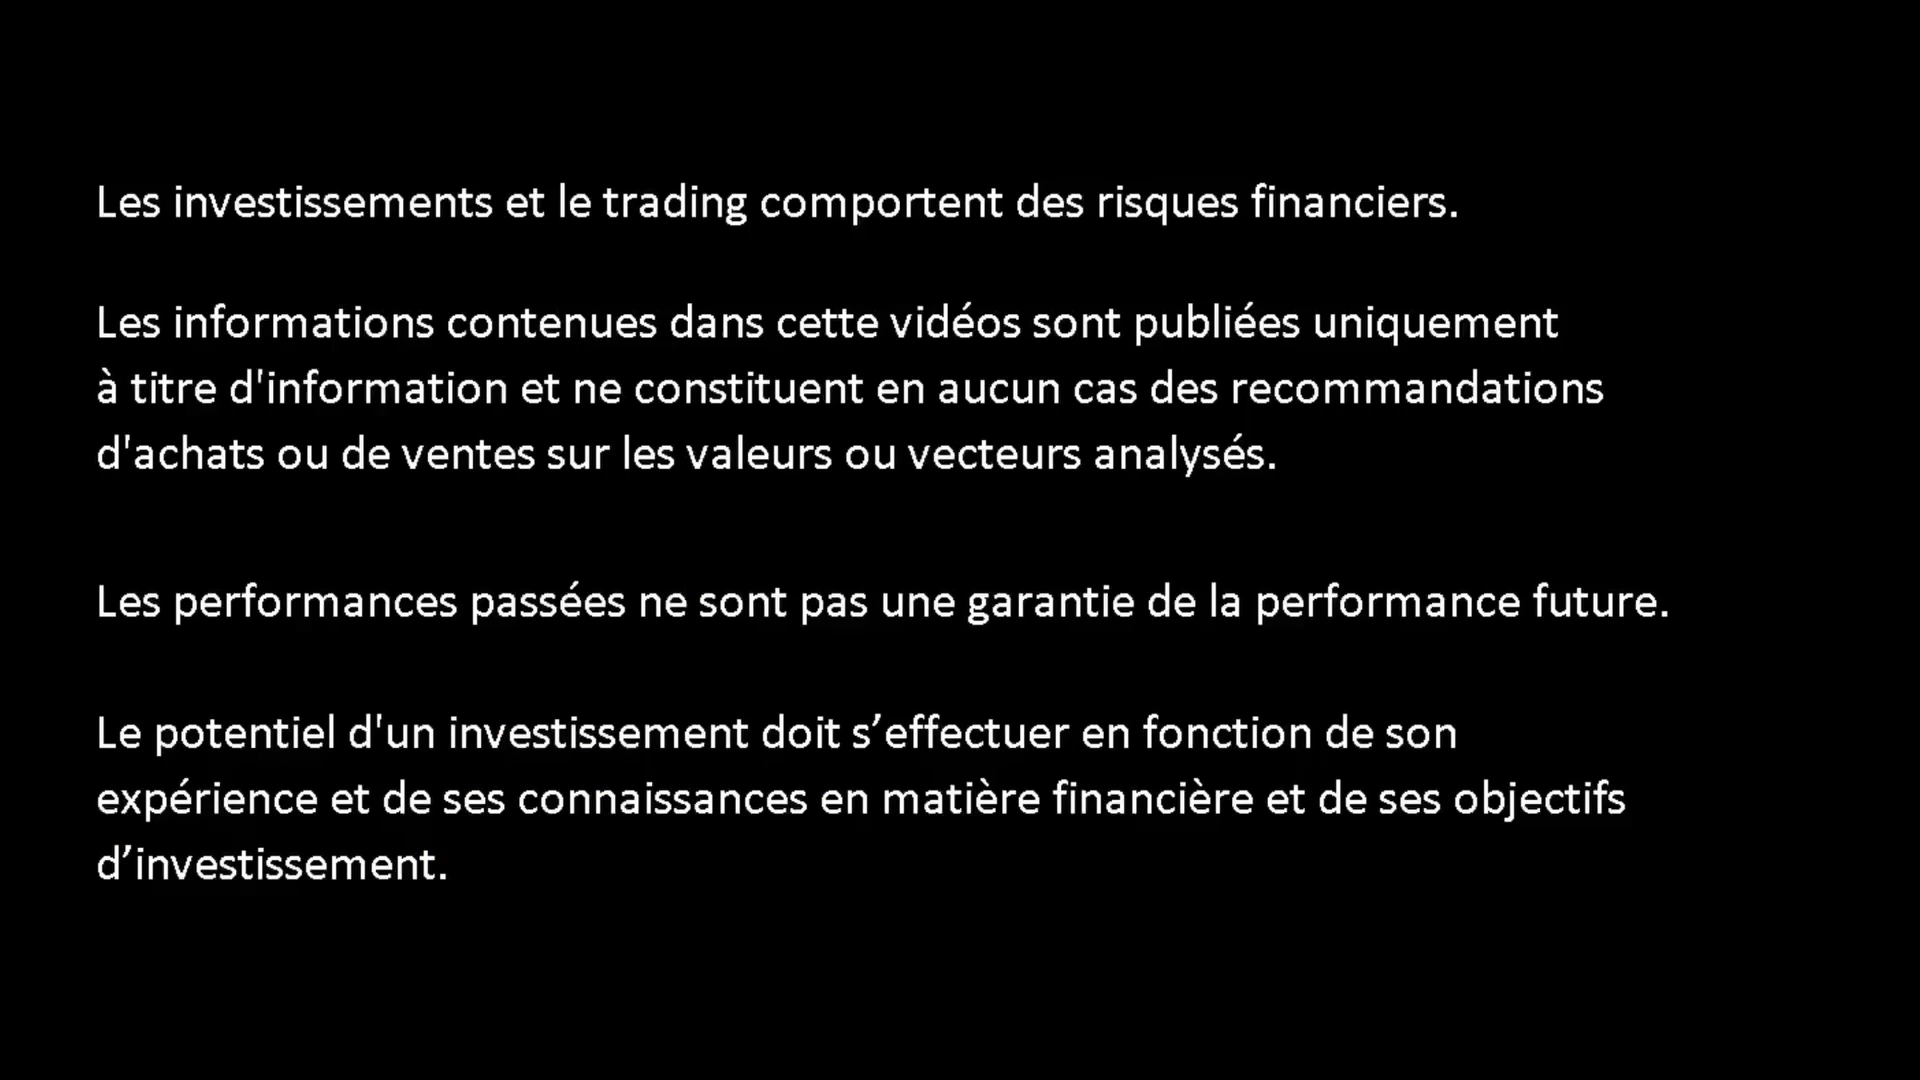 Les investissements et le trading comportent des risques financiers.
Les informations contenues dans cette vidéos sont publiées uniquement
à titre d'information et ne constituent en aucun cas des recommandations
d'achats ou de ventes sur les valeurs ou vecteurs analysés.
Les performances passées ne sont pas une garantie de la performance future.
Le potentiel d'un investissement doit s’effectuer en fonction de son
expérience et de ses connaissances en matière financière et de ses objectifs
d’investissement.